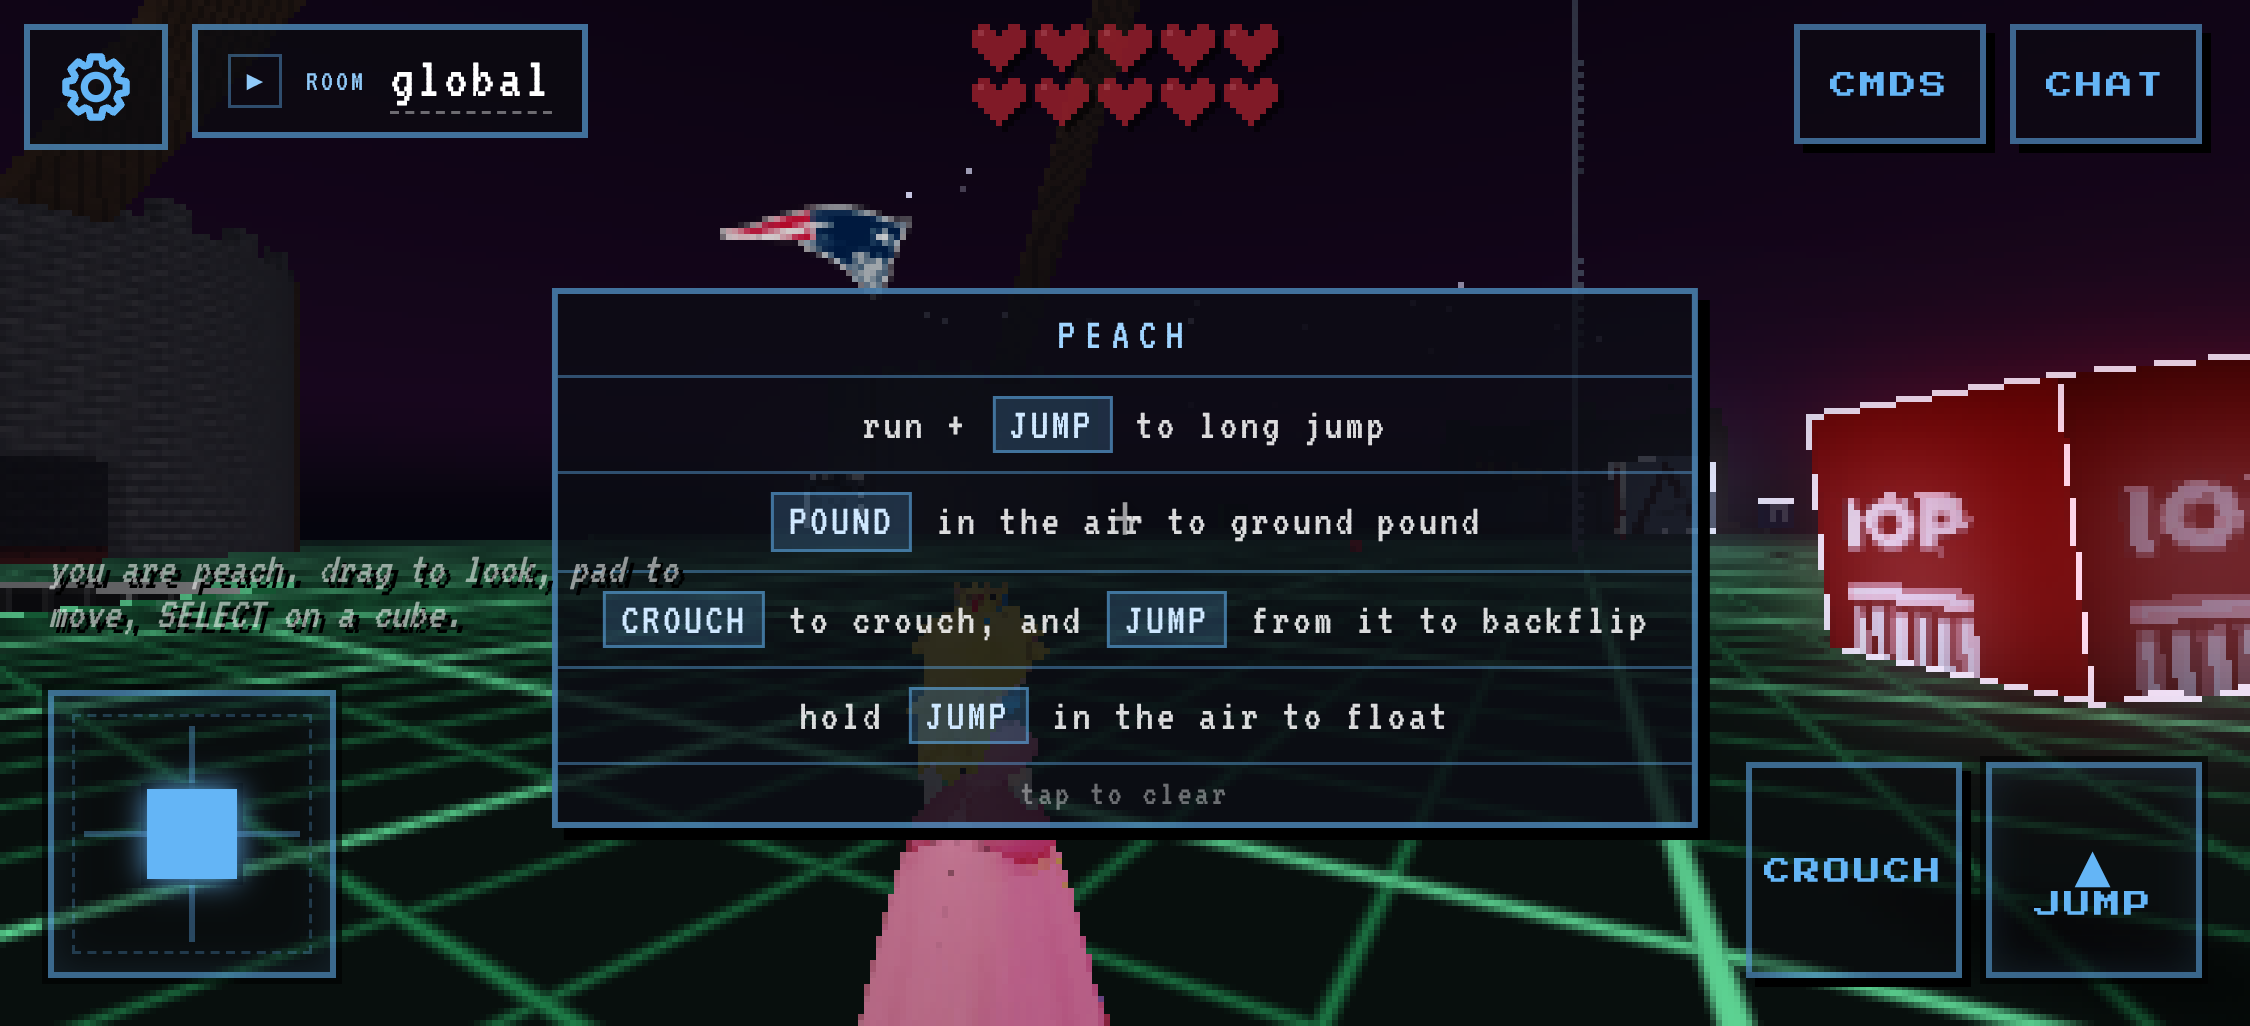 ▶ ROOM global
CMDS
CHAT
PEACH
run + JUMP to long jump
POUND in the air to ground pound
CROUCH to crouch, and JUMP from it to backflip
hold JUMP in the air to float
tap to clear
you are peach. drag to look, pad to
move, SELECT on a cube.
CROUCH
▲
JUMP